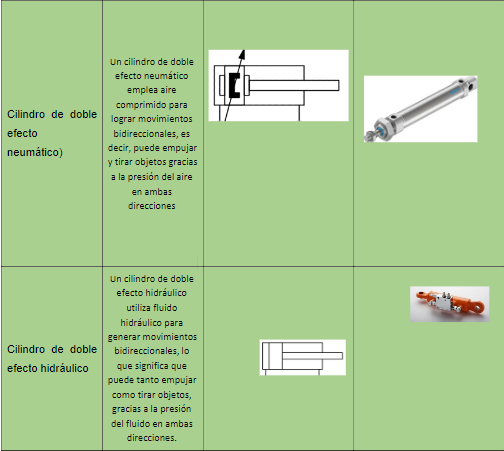 Cilindro de doble
efecto
neumático)
Un cilindro de doble
efecto neumático
emplea aire
comprimido para
lograr movimientos
bidireccionales, es
decir, puede empujar
y tirar objetos gracias
a la presión del aire
en ambas
direcciones
Cilindro de doble
efecto hidráulico
Un cilindro de doble
efecto hidráulico
utiliza fluido
hidráulico para
generar movimientos
bidireccionales, lo
que significa que
puede tanto empujar
como tirar objetos,
gracias a la presión
del fluido en ambas
direcciones.